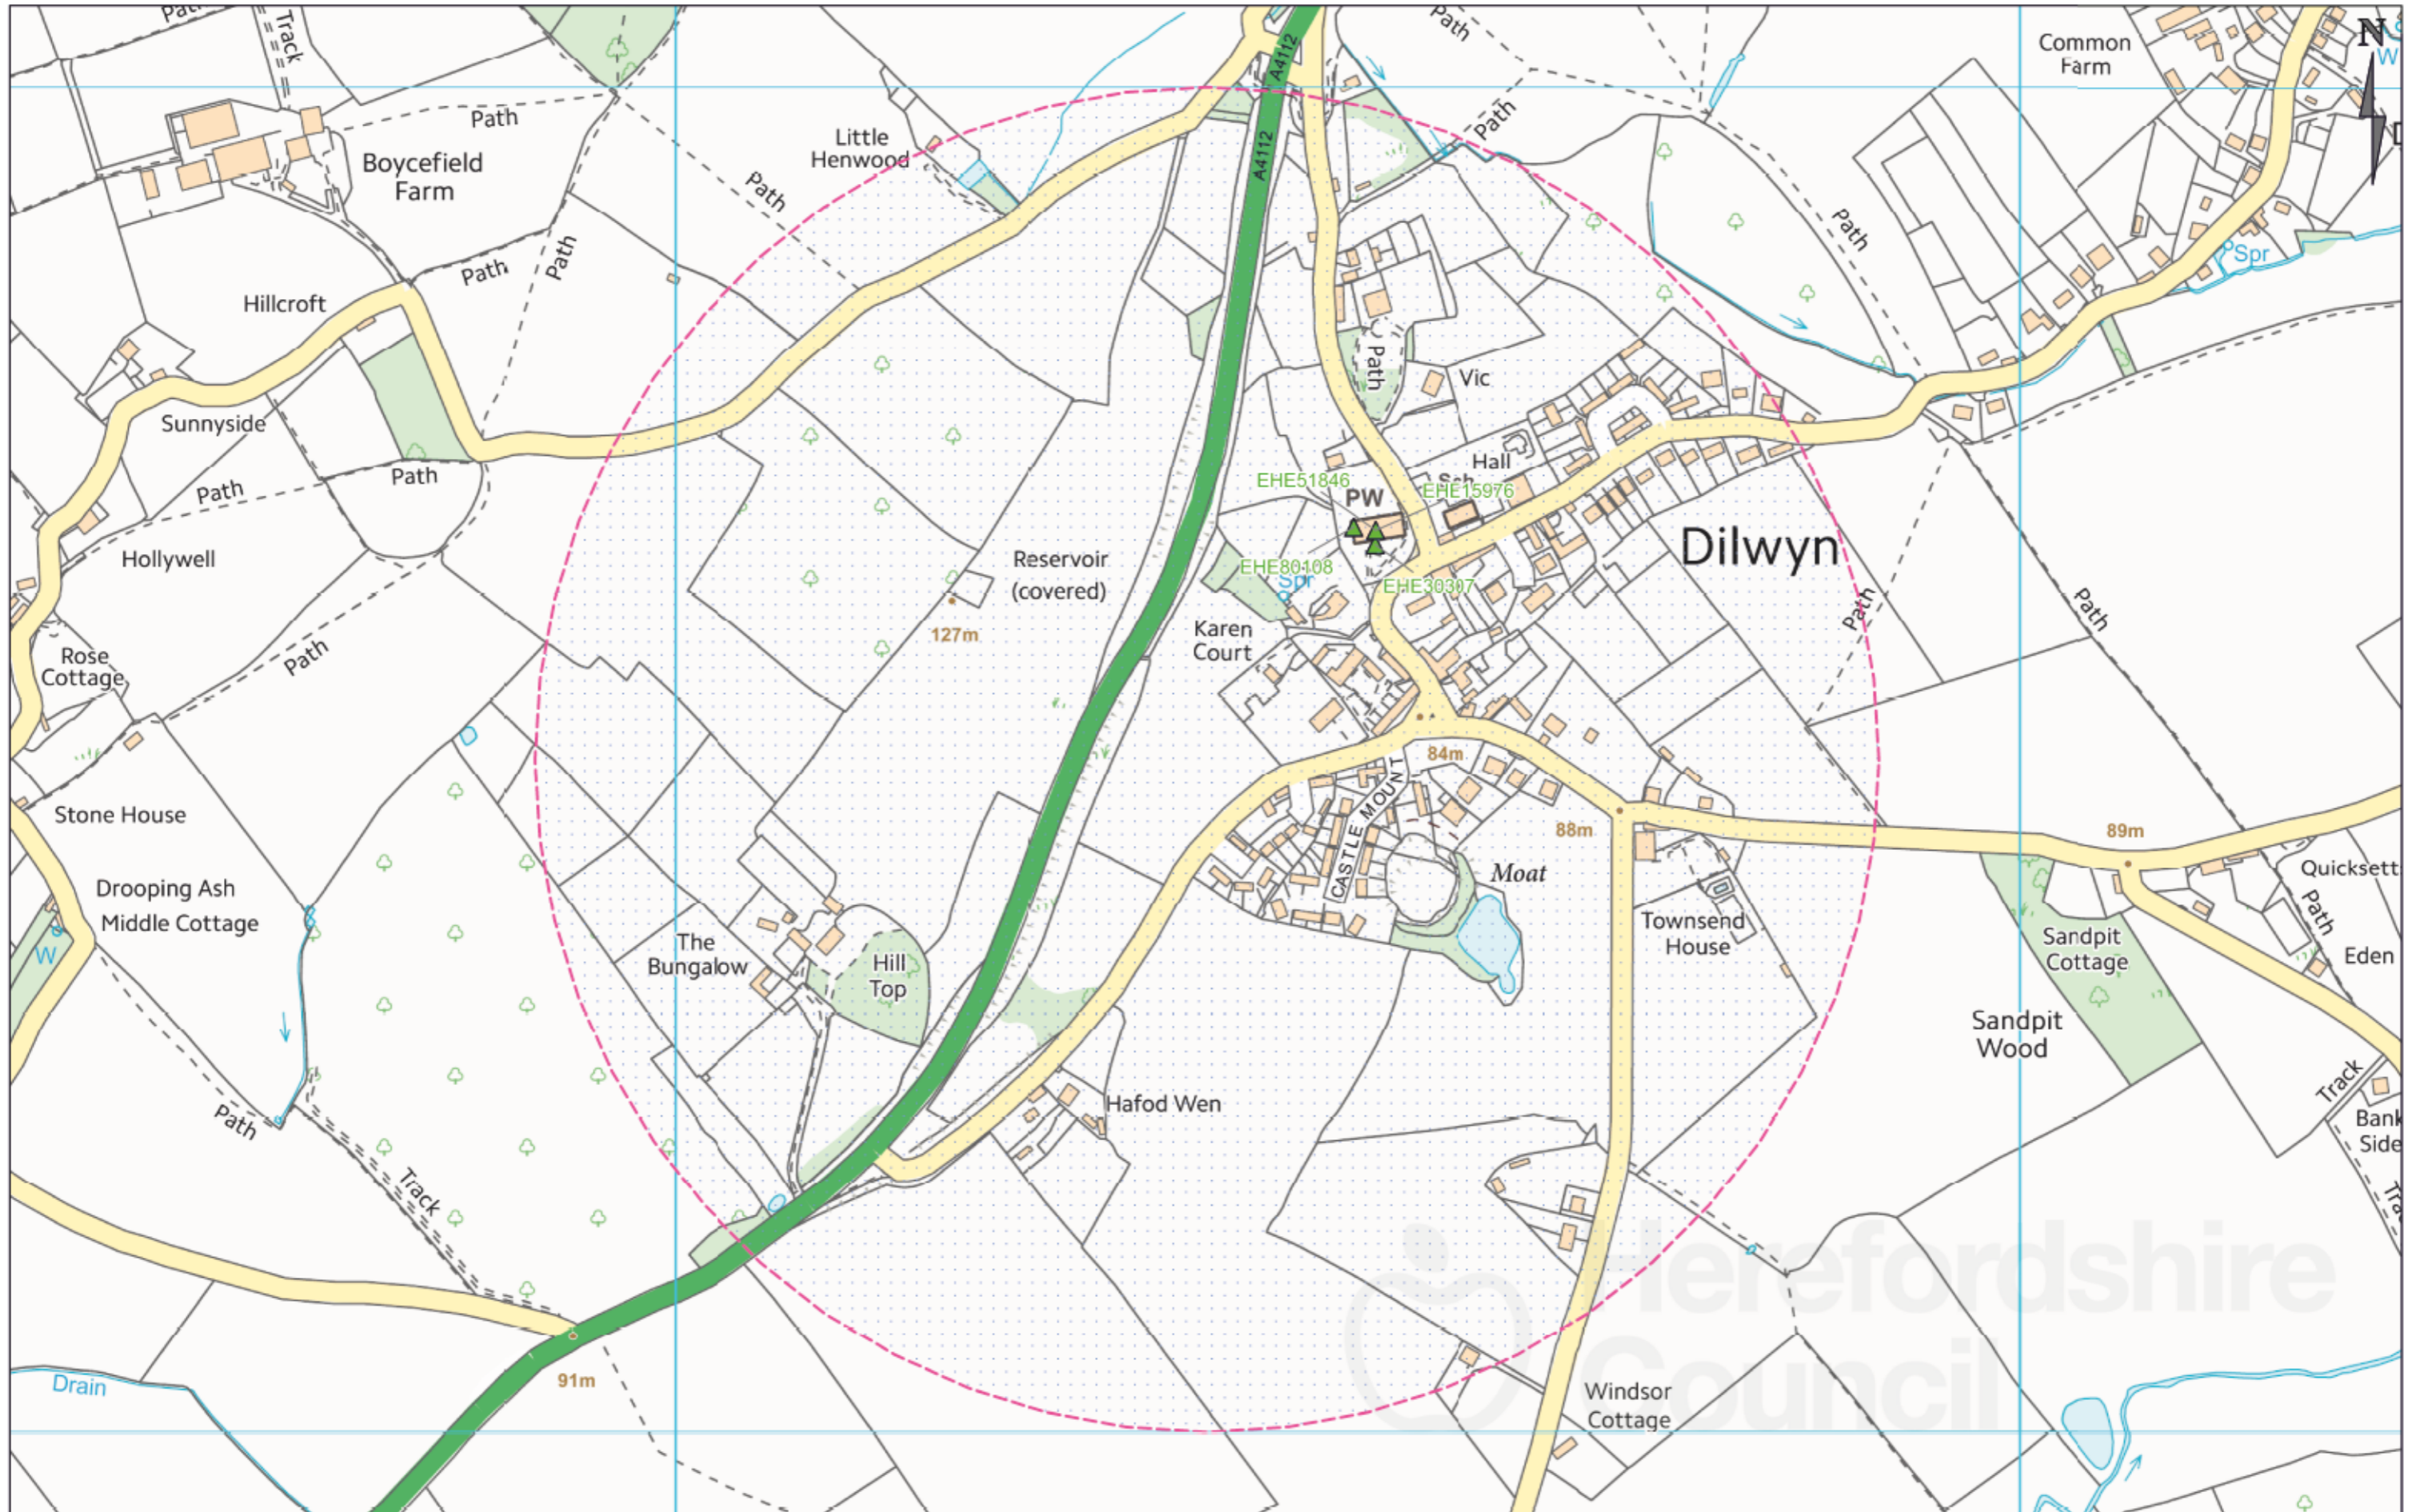 Path
Track
A4112
Path
Common
Farm
N
W
Path
Boycefield
Farm
Little
Henwood
A4112
Path
Path
Path
Path
Path
Spr
Hillcroft
Path
Vic
Sunnyside
Path
Path
Hall
EHE51846
EHE15976
PW
Dilwyn
Hollywell
Reservoir
(covered)
EHE80108
Spr
EHE30307
Path
Path
127m
Karen
Court
Rose
Cottage
Path
84m
CASTLE MOUNT
Stone House
88m
89m
Moat
Quicksett
Drooping Ash
Middle Cottage
The
Bungalow
Hill
Top
Townsend
House
Sandpit
Cottage
Path
Eden
W
Sandpit
Wood
Hafod Wen
Track
Bank
Side
Path
Track
Tra
Herefordshire
Council
Drain
91m
Windsor
Cottage